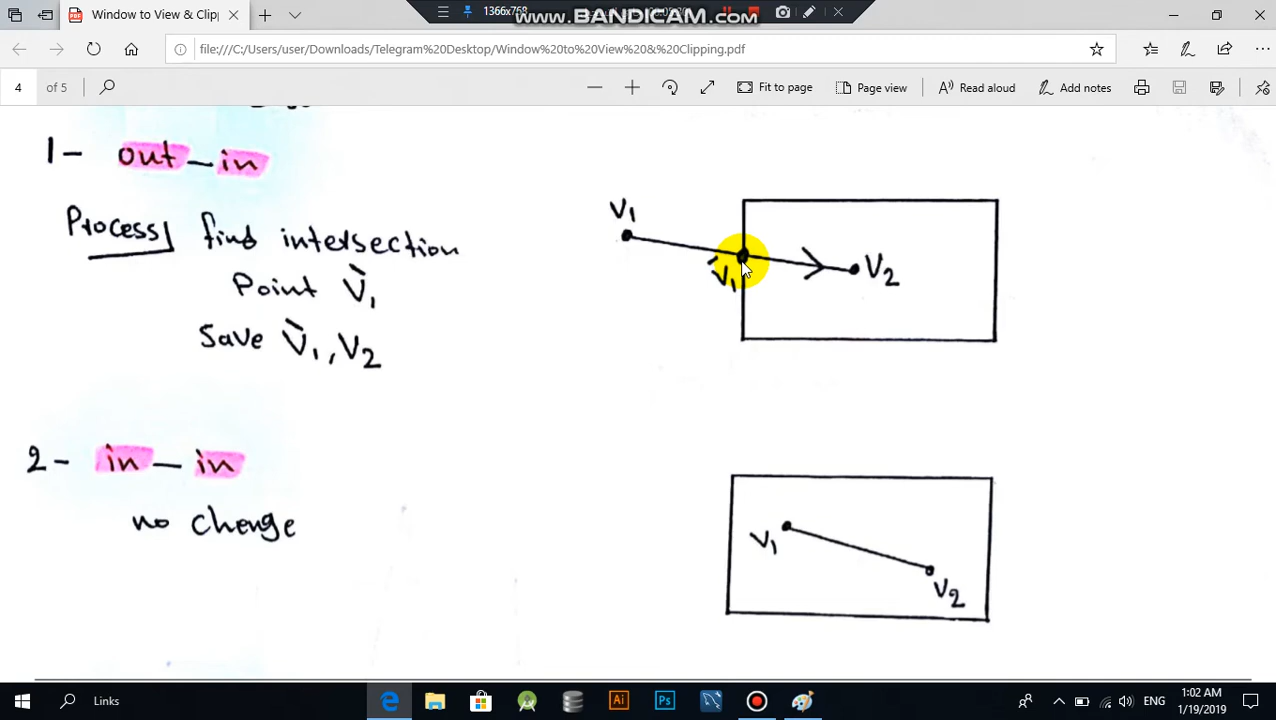 Window to View & Clip
1366x768
www.BANDICAM.com
file:///C:/Users/user/Downloads/Telegram%20Desktop/Window%20to%20View%20&%20Clipping.pdf
4 of 5
Fit to page
Page view
Read aloud
Add notes
1- out-in
Process find intersection
Point V̀1
Save V̀1, V2
V1
V́1
V2
2- in-in
no change
V1
V2
Links
ENG
1:02 AM
1/19/2019